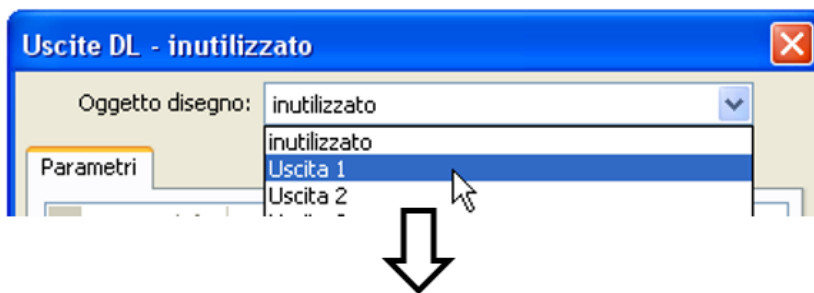 Uscite DL - inutilizzato
Oggetto disegno: inutilizzato
inutilizzato
Parametri
Uscita 1
Uscita 2